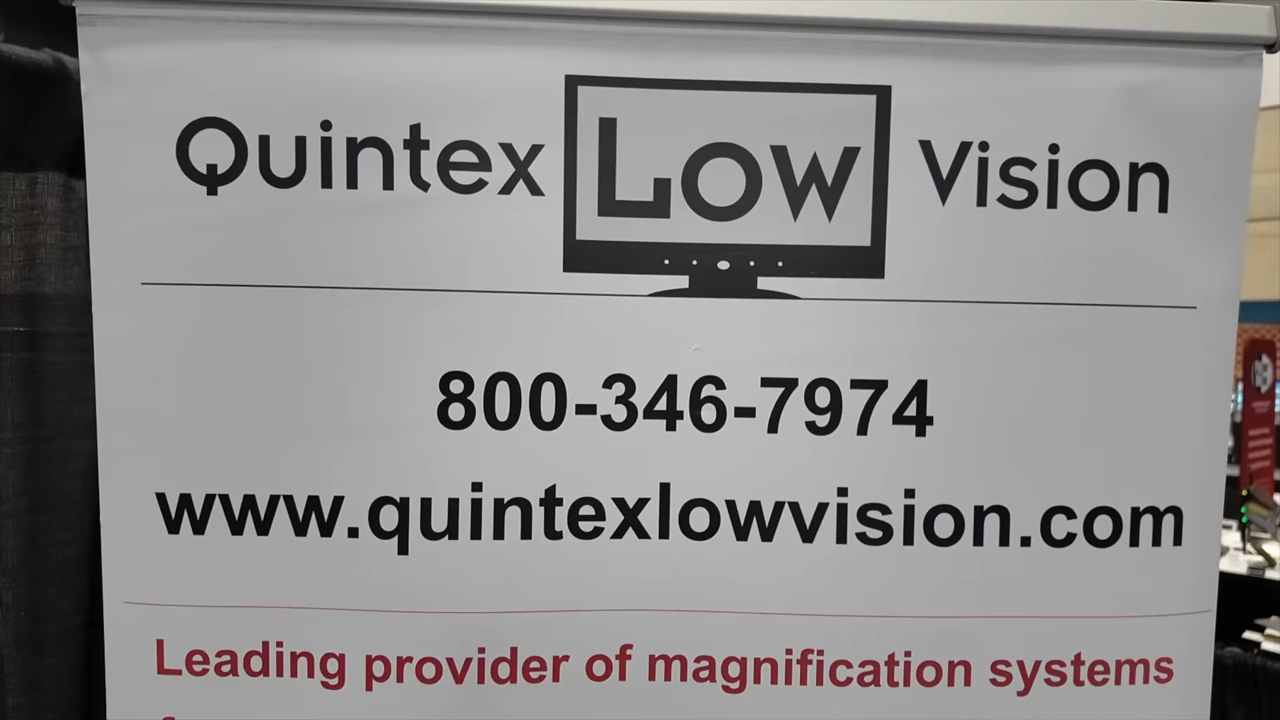 Quintex Low Vision
800-346-7974
www.quintexlowvision.com
Leading provider of magnification systems